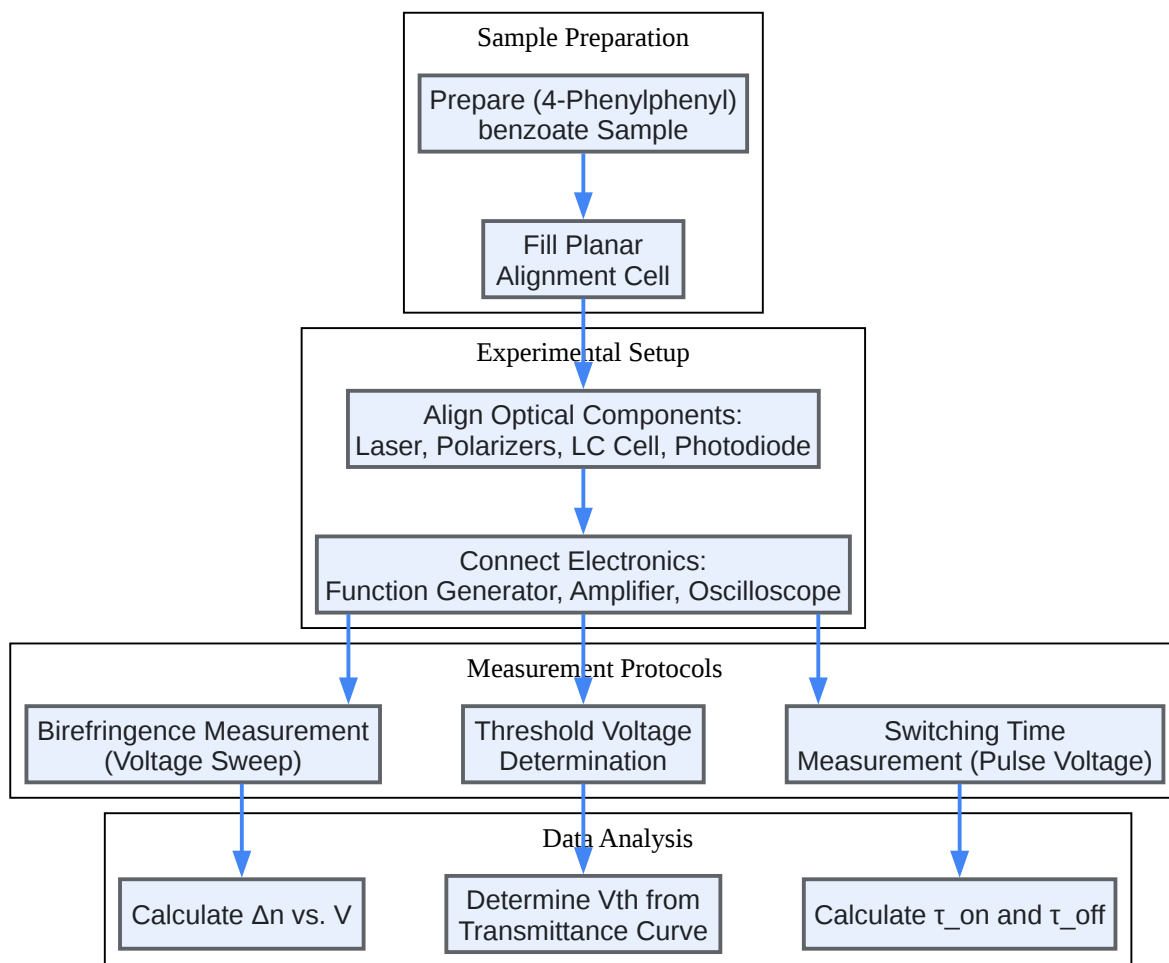 Sample Preparation
Prepare (4-Phenylphenyl)
benzoate Sample
Fill Planar
Alignment Cell
Experimental Setup
Align Optical Components:
Laser, Polarizers, LC Cell, Photodiode
Connect Electronics:
Function Generator, Amplifier, Oscilloscope
Measurement Protocols
Birefringence Measurement
(Voltage Sweep)
Threshold Voltage
Determination
Switching Time
Measurement (Pulse Voltage)
Data Analysis
Calculate Δn vs. V
Determine Vth from
Transmittance Curve
Calculate τ_on and τ_off